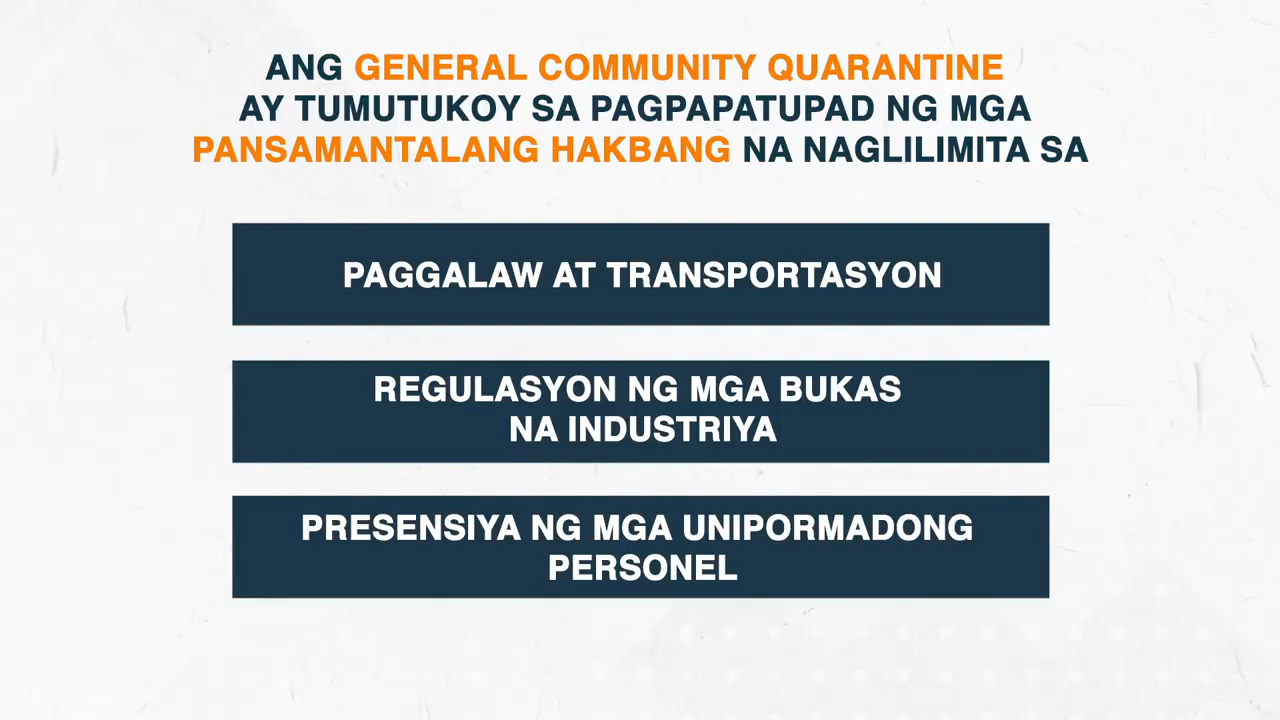 ANG GENERAL COMMUNITY QUARANTINE
AY TUMUTUKOY SA PAGPAPATUPAD NG MGA
PANSAMANTALANG HAKBANG NA NAGLILIMITA SA
PAGGALAW AT TRANSPORTASYON
REGULASYON NG MGA BUKAS
NA INDUSTRIYA
PRESENSIYA NG MGA UNIPORMADONG
PERSONEL